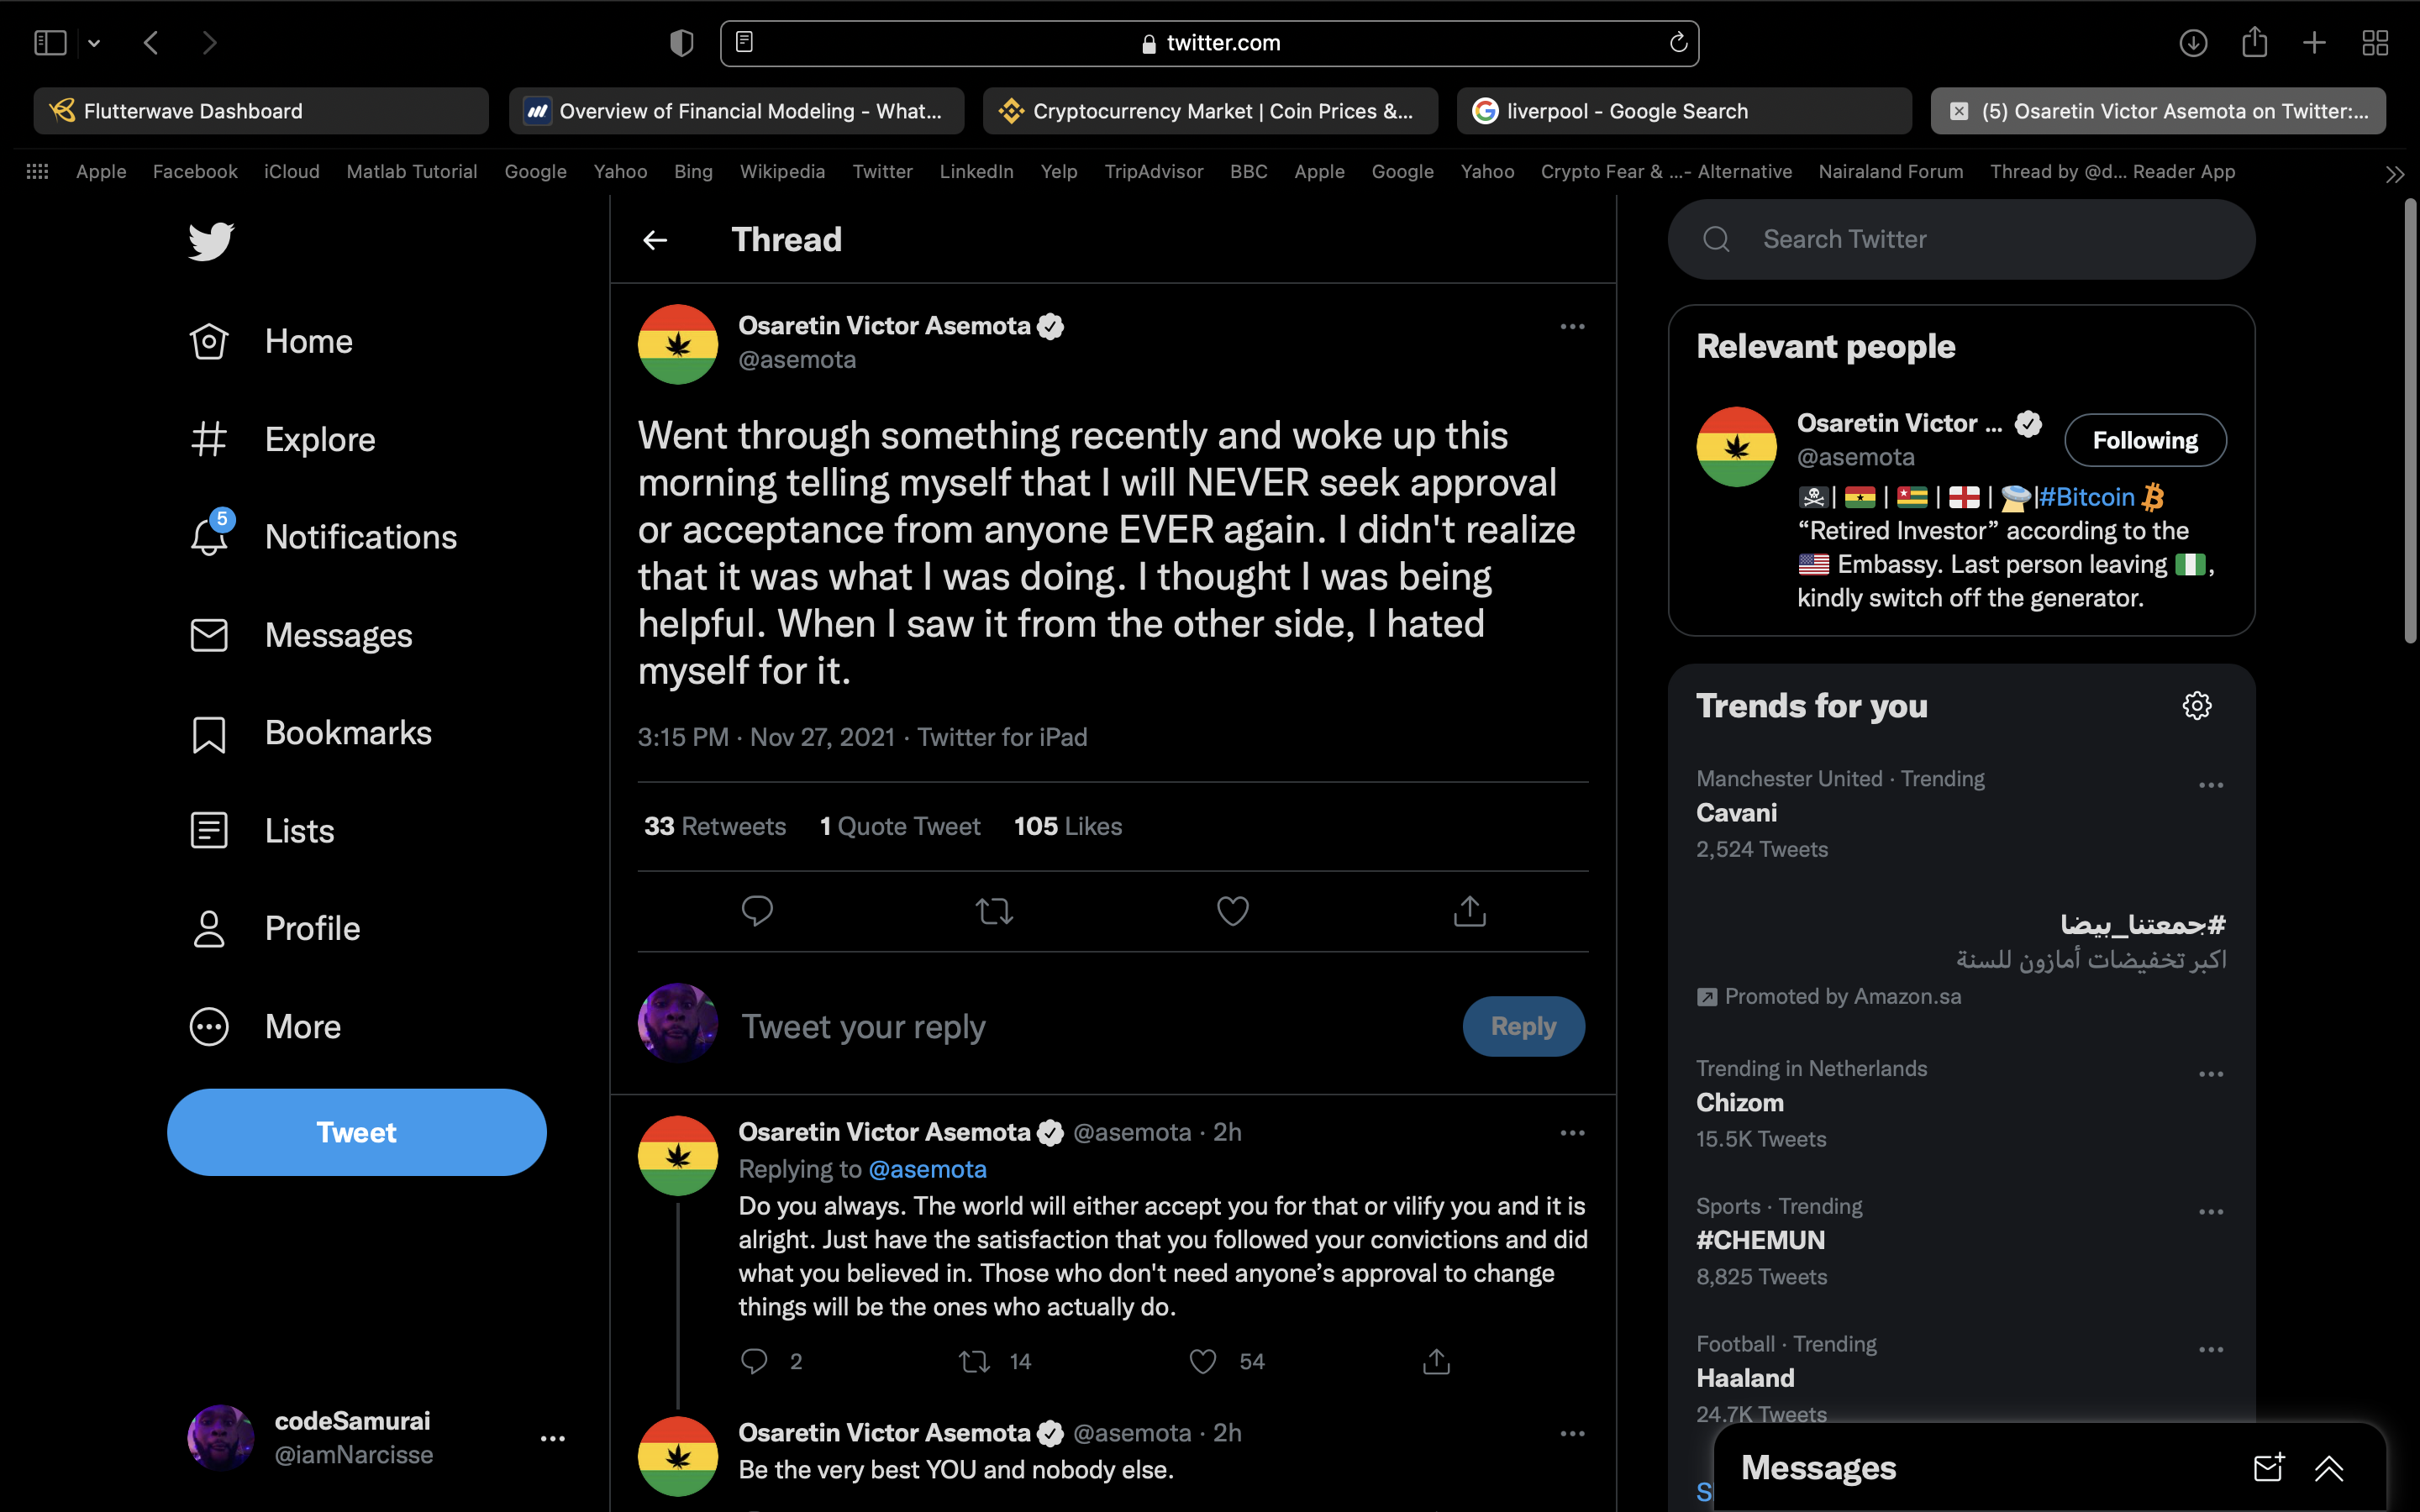 twitter.com
Flutterwave Dashboard
Overview of Financial Modeling - What...
Cryptocurrency Market | Coin Prices &...
liverpool - Google Search
(5) Osaretin Victor Asemota on Twitter:...
Apple Facebook iCloud Matlab Tutorial Google Yahoo Bing Wikipedia Twitter LinkedIn Yelp TripAdvisor BBC Apple Google Yahoo Crypto Fear & ...- Alternative Nairaland Forum Thread by @d... Reader App
Home
Explore
5
Notifications
Messages
Bookmarks
Lists
Profile
More
Tweet
codeSamurai
@iamNarcisse
Thread
Osaretin Victor Asemota
@asemota
Went through something recently and woke up this
morning telling myself that I will NEVER seek approval
or acceptance from anyone EVER again. I didn't realize
that it was what I was doing. I thought I was being
helpful. When I saw it from the other side, I hated
myself for it.
3:15 PM · Nov 27, 2021 · Twitter for iPad
33 Retweets 1 Quote Tweet 105 Likes
Tweet your reply
Reply
Osaretin Victor Asemota @asemota · 2h
Replying to @asemota
Do you always. The world will either accept you for that or vilify you and it is
alright. Just have the satisfaction that you followed your convictions and did
what you believed in. Those who don't need anyone’s approval to change
things will be the ones who actually do.
2 14 54
Osaretin Victor Asemota @asemota · 2h
Be the very best YOU and nobody else.
Search Twitter
Relevant people
Osaretin Victor ...
@asemota
Following
| | | | |#Bitcoin
“Retired Investor” according to the
Embassy. Last person leaving ,
kindly switch off the generator.
Trends for you
Manchester United · Trending
Cavani
2,524 Tweets
#جمعتنا_بيضا
اكبر تخفيضات أمازون للسنة
Promoted by Amazon.sa
Trending in Netherlands
Chizom
15.5K Tweets
Sports · Trending
#CHEMUN
8,825 Tweets
Football · Trending
Haaland
24.7K Tweets
Messages